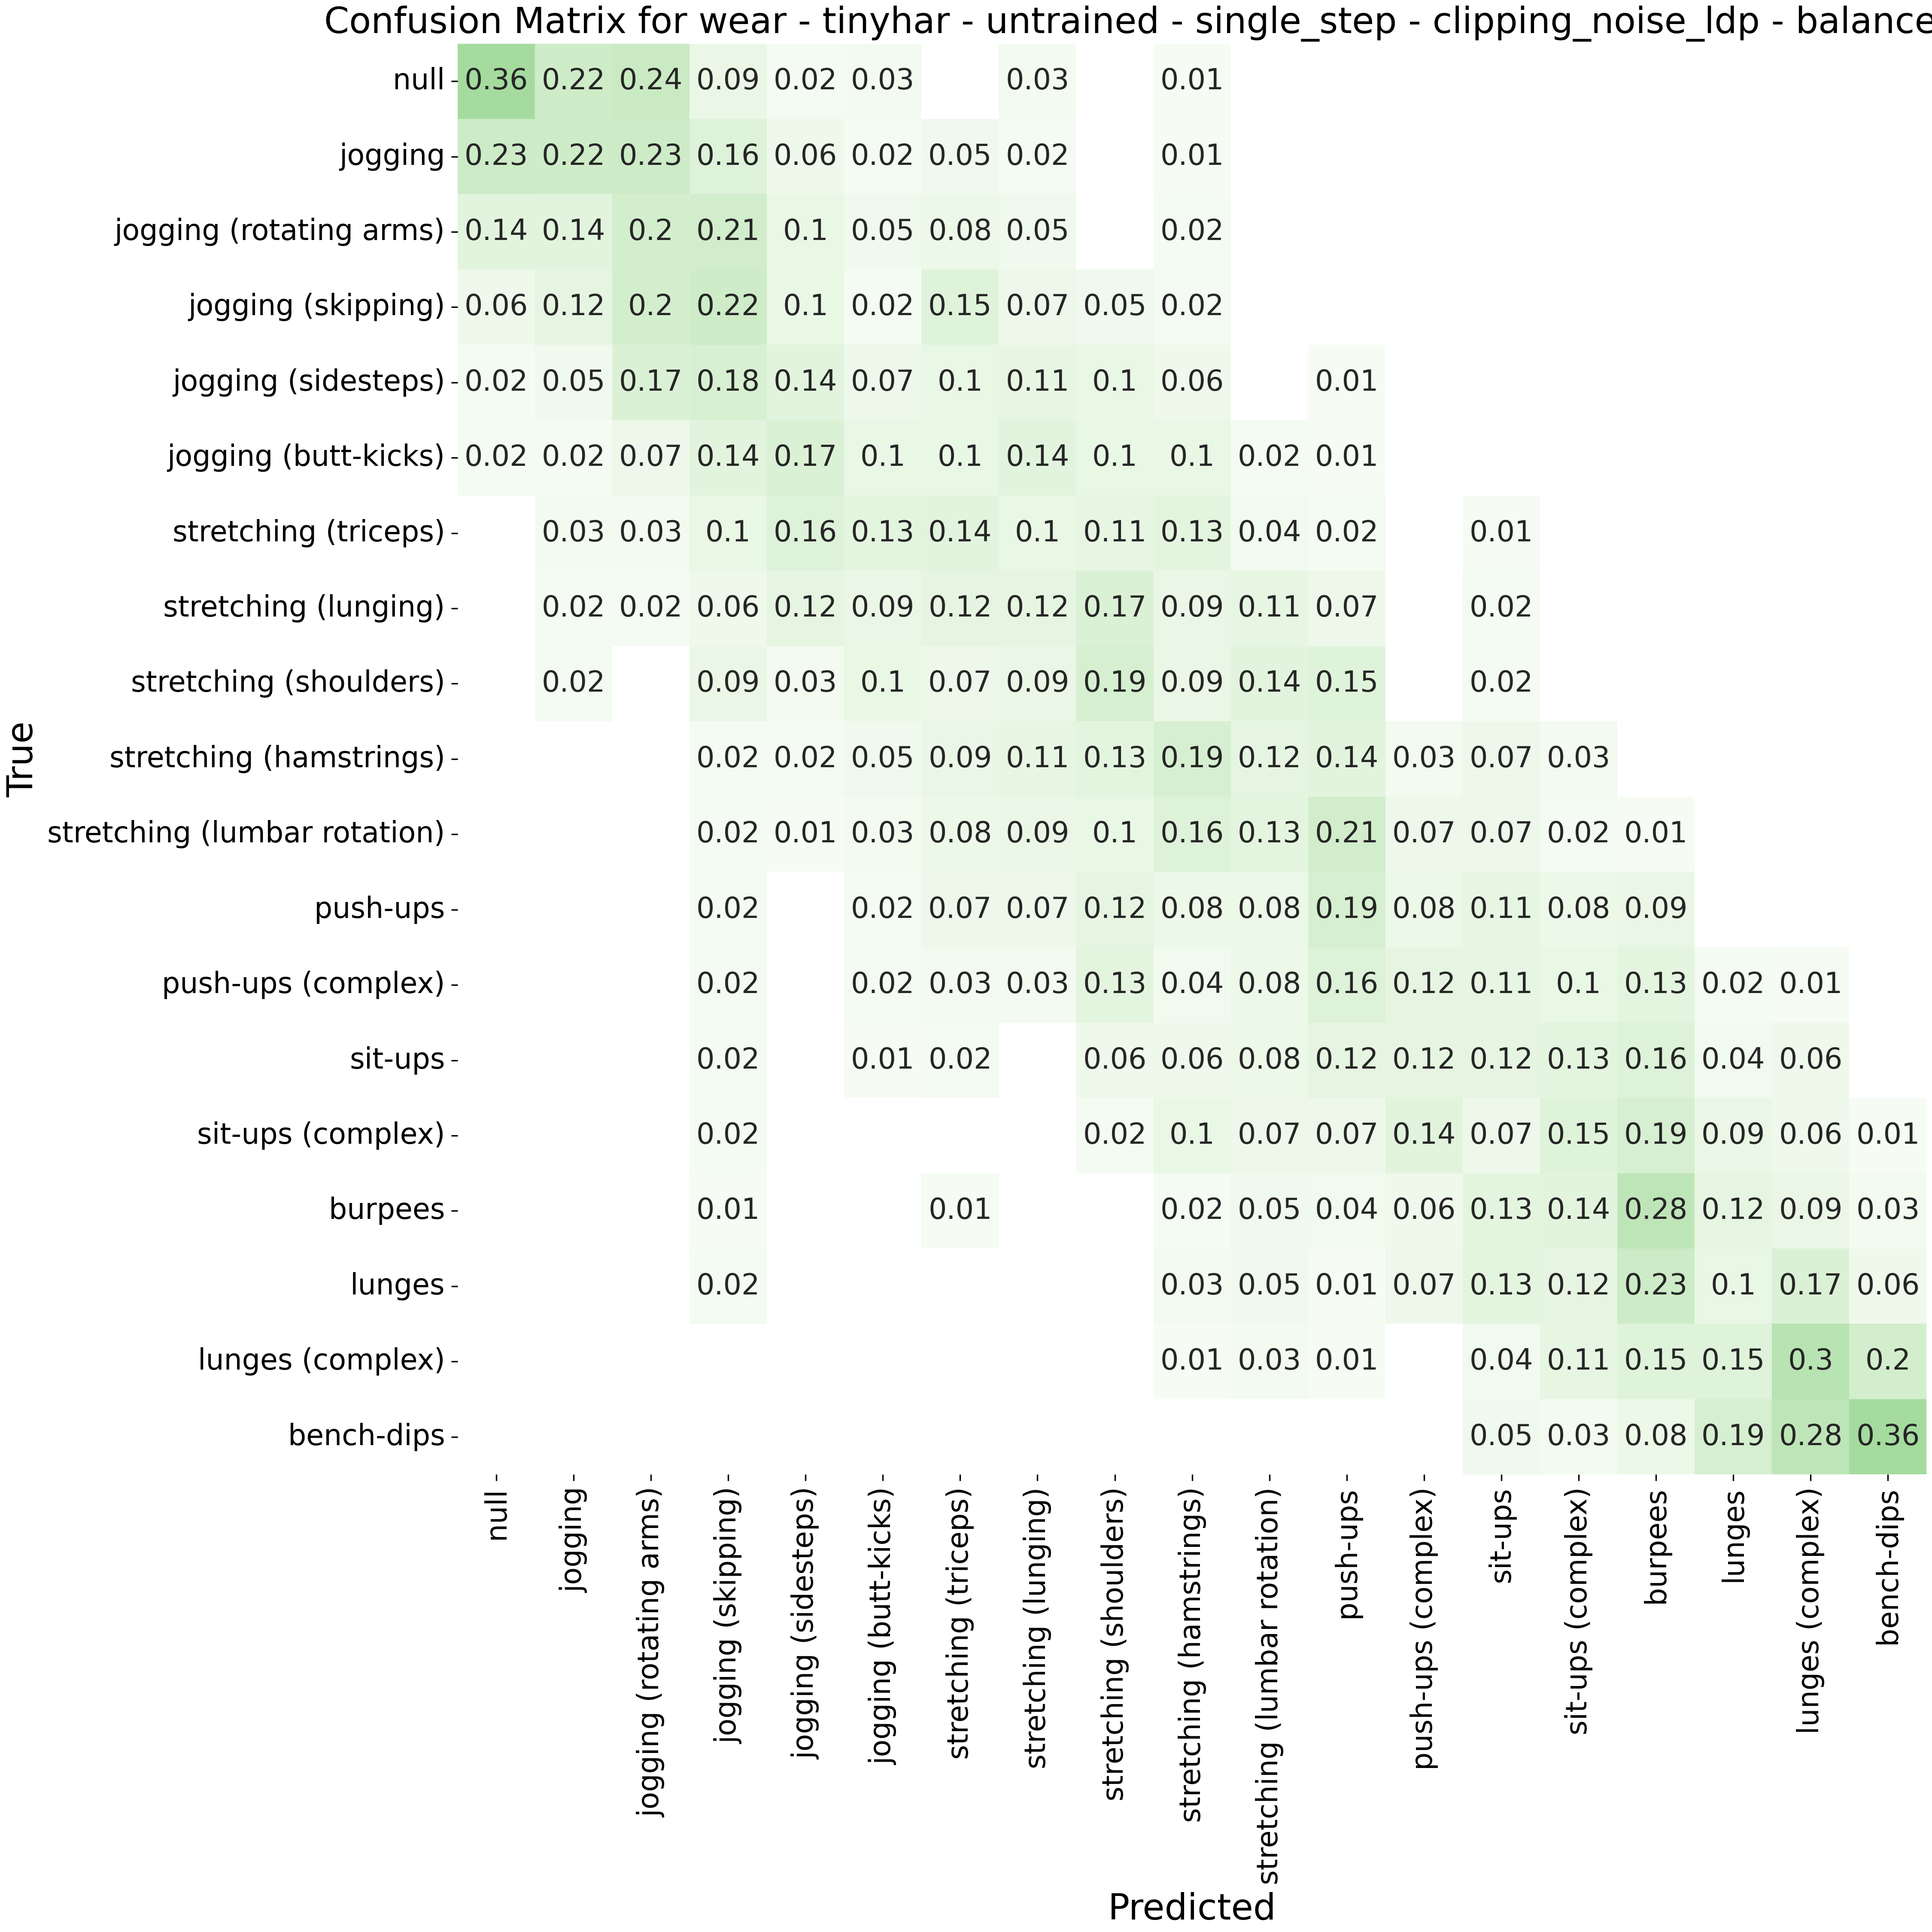 Confusion Matrix for wear - tinyhar - untrained - single_step - clipping_noise_ldp - balance
null 0.36 0.22 0.24 0.09 0.02 0.03 0.03 0.01
jogging 0.23 0.22 0.23 0.16 0.06 0.02 0.05 0.02 0.01
jogging (rotating arms) 0.14 0.14 0.2 0.21 0.1 0.05 0.08 0.05 0.02
jogging (skipping) 0.06 0.12 0.2 0.22 0.1 0.02 0.15 0.07 0.05 0.02
jogging (sidesteps) 0.02 0.05 0.17 0.18 0.14 0.07 0.1 0.11 0.1 0.06 0.01
jogging (butt-kicks) 0.02 0.02 0.07 0.14 0.17 0.1 0.1 0.14 0.1 0.1 0.02 0.01
stretching (triceps) 0.03 0.03 0.1 0.16 0.13 0.14 0.1 0.11 0.13 0.04 0.02 0.01
stretching (lunging) 0.02 0.02 0.06 0.12 0.09 0.12 0.12 0.17 0.09 0.11 0.07 0.02
stretching (shoulders) 0.02 0.09 0.03 0.1 0.07 0.09 0.19 0.09 0.14 0.15 0.02
stretching (hamstrings) 0.02 0.02 0.05 0.09 0.11 0.13 0.19 0.12 0.14 0.03 0.07 0.03
stretching (lumbar rotation) 0.02 0.01 0.03 0.08 0.09 0.1 0.16 0.13 0.21 0.07 0.07 0.02 0.01
push-ups 0.02 0.02 0.07 0.07 0.12 0.08 0.08 0.19 0.08 0.11 0.08 0.09
push-ups (complex) 0.02 0.02 0.03 0.03 0.13 0.04 0.08 0.16 0.12 0.11 0.1 0.13 0.02 0.01
sit-ups 0.02 0.01 0.02 0.06 0.06 0.08 0.12 0.12 0.12 0.13 0.16 0.04 0.06
sit-ups (complex) 0.02 0.02 0.1 0.07 0.07 0.14 0.07 0.15 0.19 0.09 0.06 0.01
burpees 0.01 0.01 0.02 0.05 0.04 0.06 0.13 0.14 0.28 0.12 0.09 0.03
lunges 0.02 0.03 0.05 0.01 0.07 0.13 0.12 0.23 0.1 0.17 0.06
lunges (complex) 0.01 0.03 0.01 0.04 0.11 0.15 0.15 0.3 0.2
bench-dips 0.05 0.03 0.08 0.19 0.28 0.36
True
null
jogging
jogging (rotating arms)
jogging (skipping)
jogging (sidesteps)
jogging (butt-kicks)
stretching (triceps)
stretching (lunging)
stretching (shoulders)
stretching (hamstrings)
stretching (lumbar rotation)
push-ups
push-ups (complex)
sit-ups
sit-ups (complex)
burpees
lunges
lunges (complex)
bench-dips
Predicted